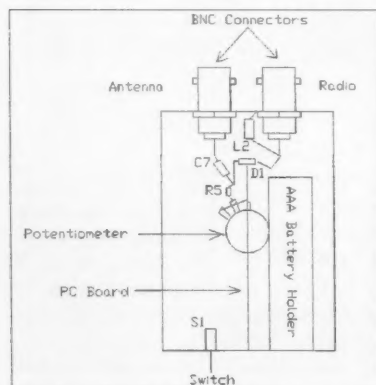 BNC Connectors
Antenna
Radio
L2
C7
D1
R5
Potentiometer
AAA Battery Holder
PC Board
S1
Switch